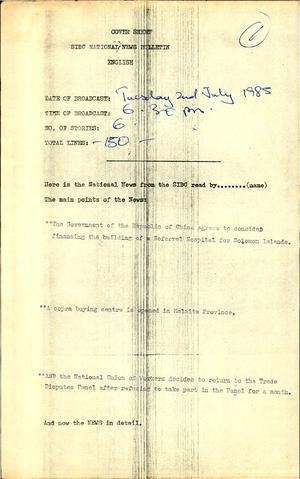 1
COVER SHEET
SIBC NATIONAL NEWS BULLETIN
ENGLISH
DATE OF BROADCAST: Tuesday 2nd July 1985
TIME OF BROADCAST: 6.30 pm.
NO. OF STORIES: 6
TOTAL LINES: -150 -
Here is the National News from the SIBC read by........(name)
The main points of the News:
**The Government of the Republic of China agrees to consider
financing the building of a Referral Hospital for Solomon Islands.
**A copra buying centre is opened in Malaita Province.
**AND the National Union of Workers decides to return to the Trade
Disputes Panel after refusing to take part in the Panel for a month.
And now the NEWS in detail.